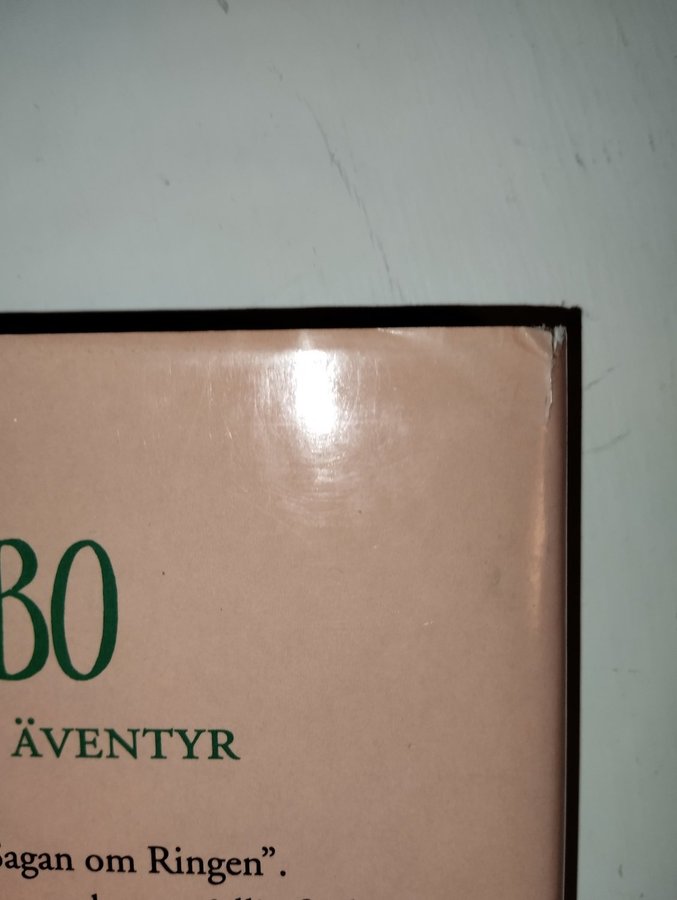 BO
ÄVENTYR
Sagan om Ringen”.